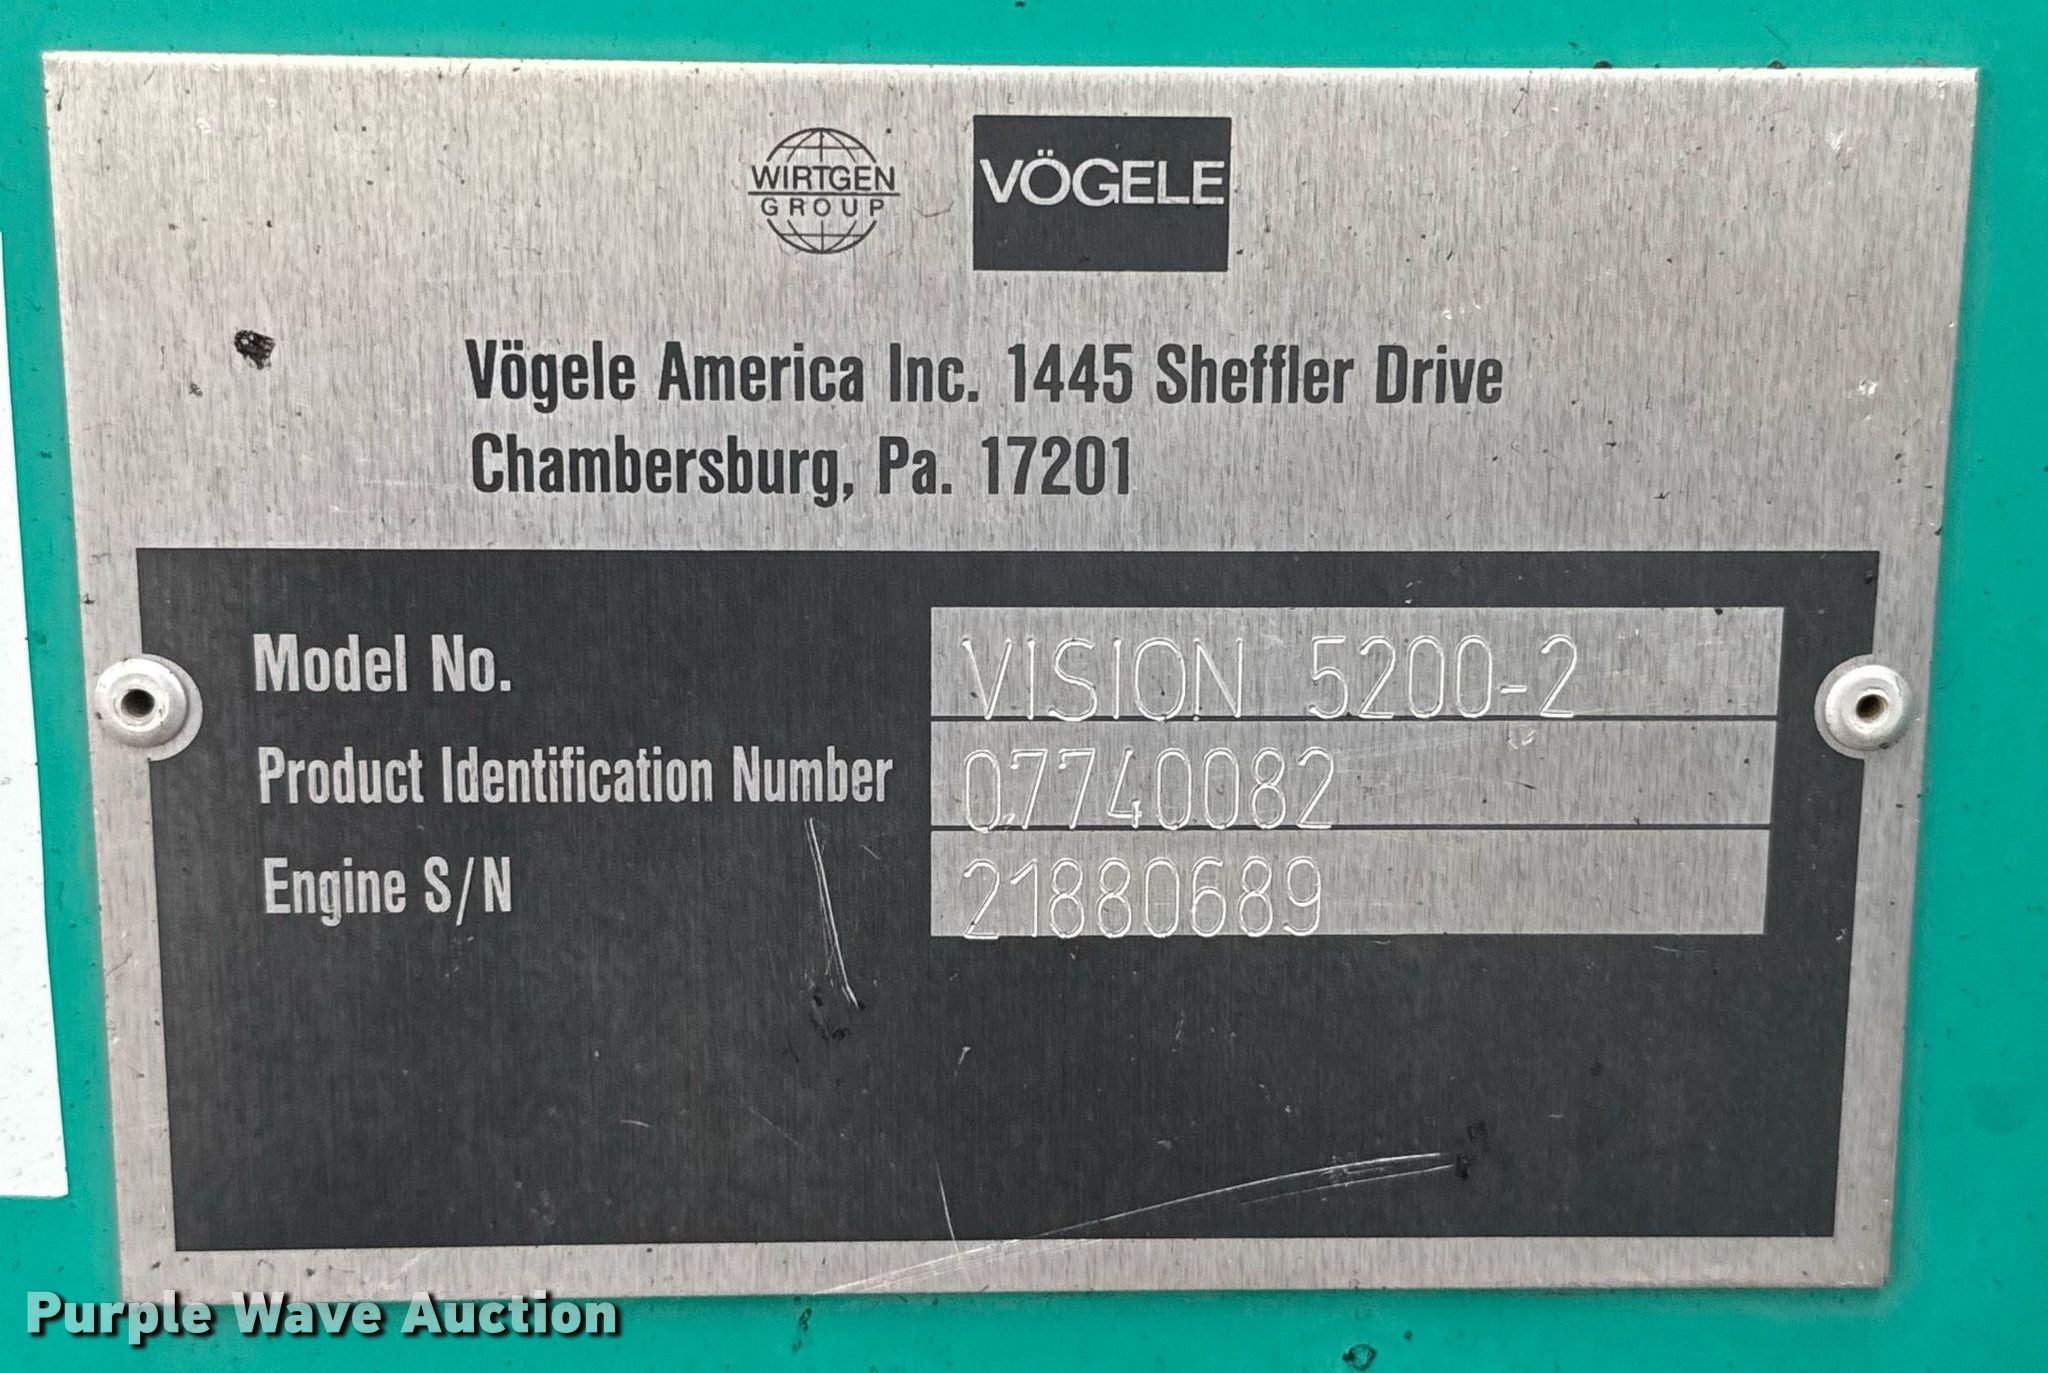 WIRTGEN
GROUP
VÖGELE
Vögele America Inc. 1445 Sheffler Drive
Chambersburg, Pa. 17201
Model No. VISION 5200-2
Product Identification Number 07740082
Engine S/N 21880689
Purple Wave Auction